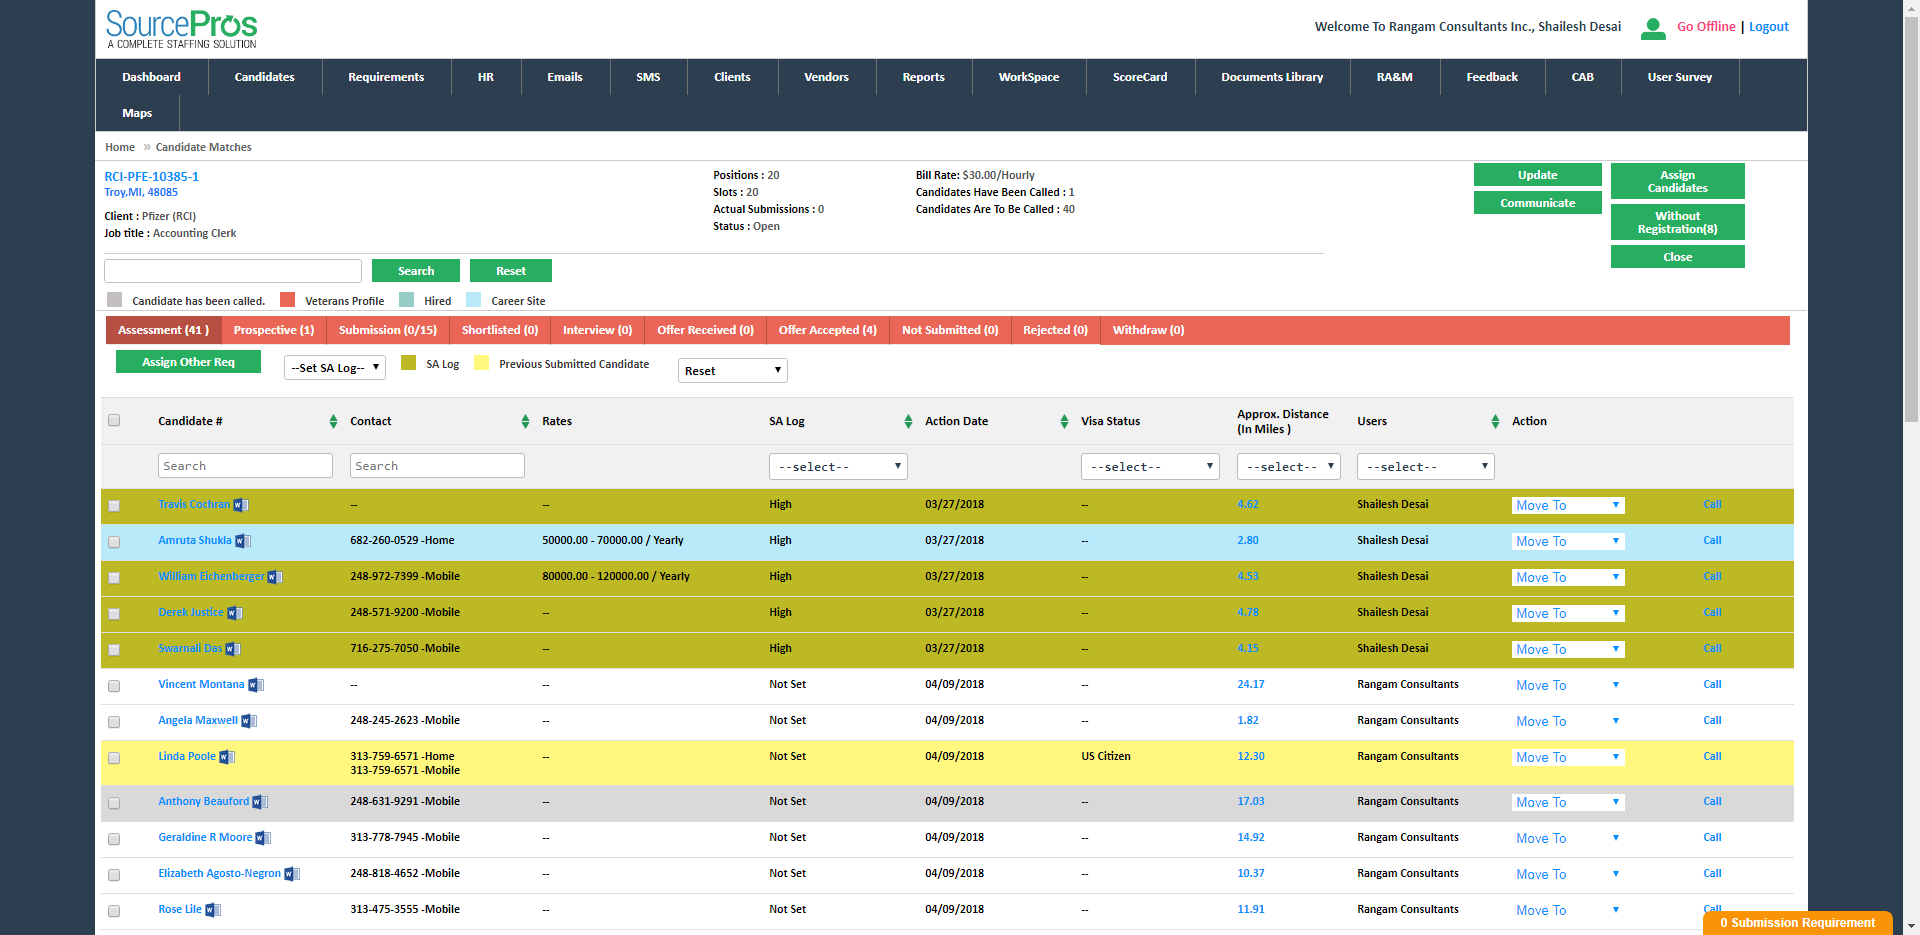 SourcePros
A COMPLETE STAFFING SOLUTION
Welcome To Rangam Consultants Inc., Shailesh Desai
Go Offline | Logout
Dashboard Candidates Requirements HR Emails SMS Clients Vendors Reports WorkSpace ScoreCard Documents Library RA&M Feedback CAB User Survey
Maps
Home » Candidate Matches
RCI-PFE-10385-1
Troy,MI, 48085
Client : Pfizer (RCI)
Job title : Accounting Clerk
Positions : 20
Slots : 20
Actual Submissions : 0
Status : Open
Bill Rate: $30.00/Hourly
Candidates Have Been Called : 1
Candidates Are To Be Called : 40
Update
Communicate
Assign
Candidates
Without
Registration(8)
Close
Search Reset
Candidate has been called. Veterans Profile Hired Career Site
Assessment (41 ) Prospective (1) Submission (0/15) Shortlisted (0) Interview (0) Offer Received (0) Offer Accepted (4) Not Submitted (0) Rejected (0) Withdraw (0)
Assign Other Req --Set SA Log-- SA Log Previous Submitted Candidate Reset
Candidate # Contact Rates SA Log Action Date Visa Status Approx. Distance
(In Miles ) Users Action
Search Search --select-- --select-- --select-- --select--
Travis Cochran -- -- High 03/27/2018 -- 4.62 Shailesh Desai Move To Call
Amruta Shukla 682-260-0529 -Home 50000.00 - 70000.00 / Yearly High 03/27/2018 -- 2.80 Shailesh Desai Move To Call
William Eichenberger 248-972-7399 -Mobile 80000.00 - 120000.00 / Yearly High 03/27/2018 -- 4.53 Shailesh Desai Move To Call
Derek Justice 248-571-9200 -Mobile -- High 03/27/2018 -- 4.78 Shailesh Desai Move To Call
Swarnali Das 716-275-7050 -Mobile -- High 03/27/2018 -- 4.15 Shailesh Desai Move To Call
Vincent Montana -- -- Not Set 04/09/2018 -- 24.17 Rangam Consultants Move To Call
Angela Maxwell 248-245-2623 -Mobile -- Not Set 04/09/2018 -- 1.82 Rangam Consultants Move To Call
Linda Poole 313-759-6571 -Home -- Not Set 04/09/2018 US Citizen 12.30 Rangam Consultants Move To Call
313-759-6571 -Mobile
Anthony Beauford 248-631-9291 -Mobile -- Not Set 04/09/2018 -- 17.03 Rangam Consultants Move To Call
Geraldine R Moore 313-778-7945 -Mobile -- Not Set 04/09/2018 -- 14.92 Rangam Consultants Move To Call
Elizabeth Agosto-Negron 248-818-4652 -Mobile -- Not Set 04/09/2018 -- 10.37 Rangam Consultants Move To Call
Rose Lile 313-475-3555 -Mobile -- Not Set 04/09/2018 -- 11.91 Rangam Consultants Move To Call
0 Submission Requirement